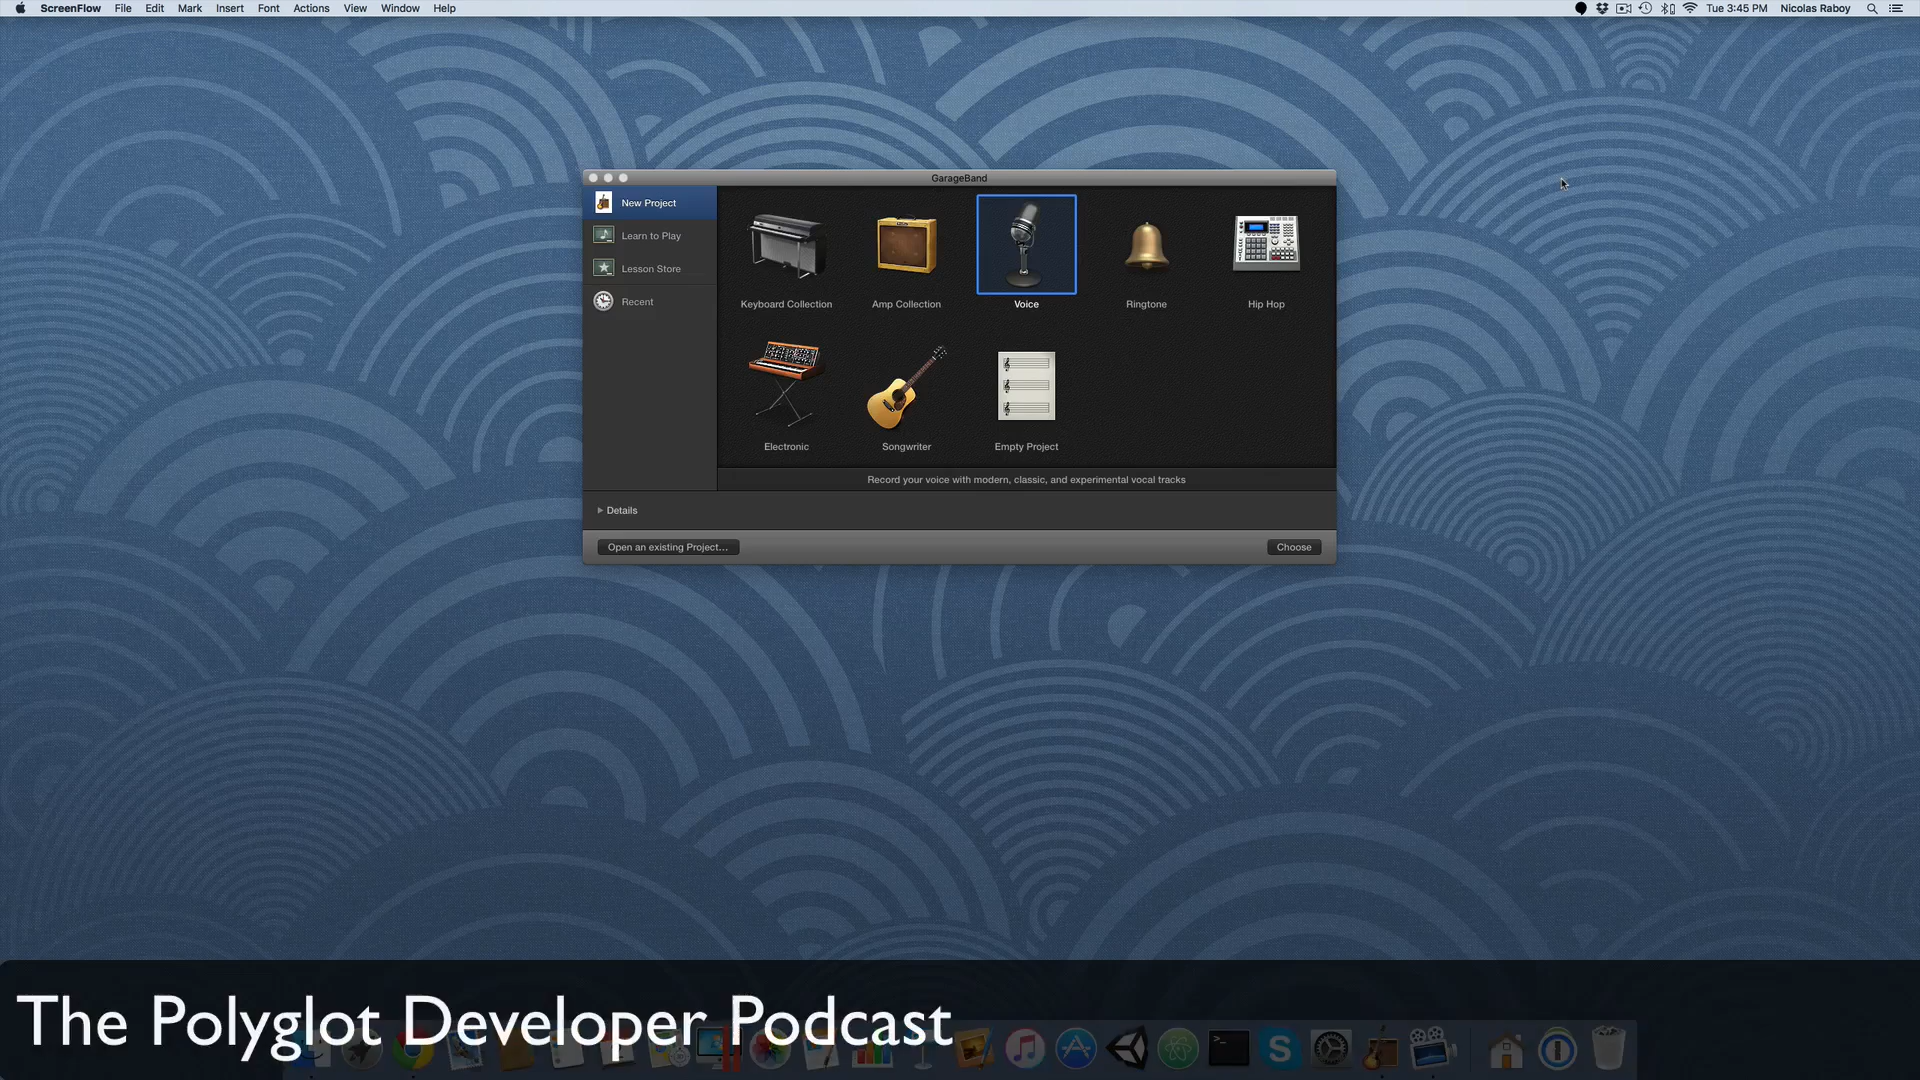 ScreenFlow File Edit Mark Insert Font Actions View Window Help Tue 3:45 PM Nicolas Raboy
GarageBand
New Project
Learn to Play
Lesson Store
Recent
Keyboard Collection Amp Collection Voice Ringtone Hip Hop
Electronic Songwriter Empty Project
Record your voice with modern, classic, and experimental vocal tracks
Details
Open an existing Project... Choose
The Polyglot Developer Podcast